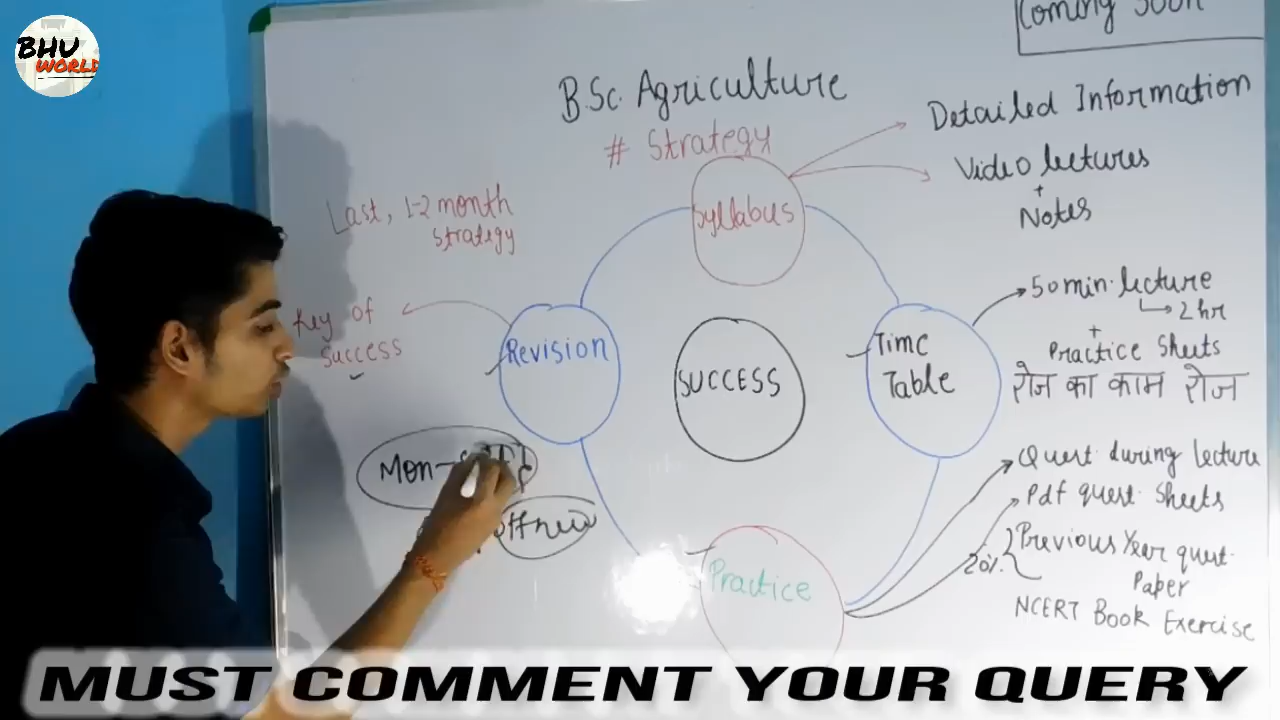 BHU
WORLD
Coming Soon
B.Sc. Agriculture
# Strategy
Syllabus
Detailed Information
Video lectures
+
Notes
Last, 1-2 month
strategy
Key of
success
Revision
SUCCESS
Time
Table
50 min. lecture
2 hr
+
Practice Sheets
रोज का काम रोज
Mon-
Practice
Quest during lecture
Pdf quest. Sheets
20%
Previous Year quest.
Paper
NCERT Book Exercise
MUST COMMENT YOUR QUERY